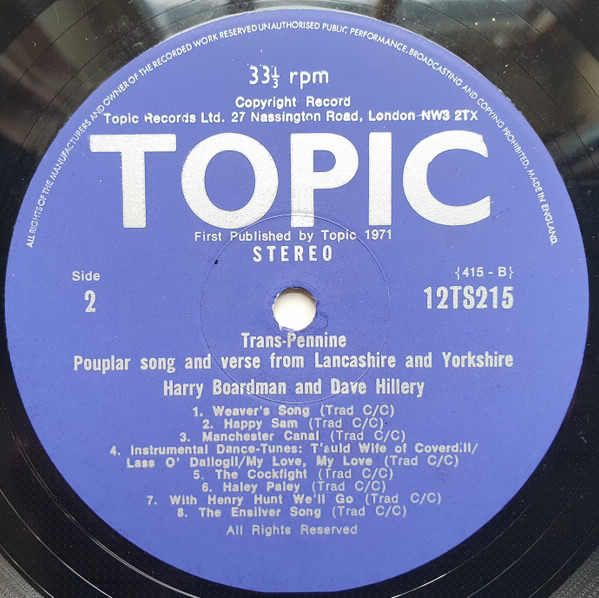 ALL RIGHTS OF THE MANUFACTURERS AND OWNER OF THE RECORDED WORK RESERVED UNAUTHORISED PUBLIC PERFORMANCE, BROADCASTING AND COPYING PROHIBITED. MADE IN ENGLAND.
33⅓ rpm
Copyright Record
Topic Records Ltd. 27 Nassington Road, London NW3 2TX
TOPIC
First Published by Topic 1971
STEREO
Side
2
{415 - B}
12TS215
Trans-Pennine
Pouplar song and verse from Lancashire and Yorkshire
Harry Boardman and Dave Hillery
1. Weaver's Song (Trad C/C)
2. Happy Sam (Trad C/C)
3. Manchester Canal (Trad C/C)
4. Instrumental Dance-Tunes: T'auld Wife of Coverdill/
Lass O' Dallogil/My Love, My Love (Trad C/C)
5. The Cockfight (Trad C/C)
6. Haley Paley (Trad C/C)
7. With Henry Hunt We'll Go (Trad C/C)
8. The Ensilver Song (Trad C/C)
All Rights Reserved